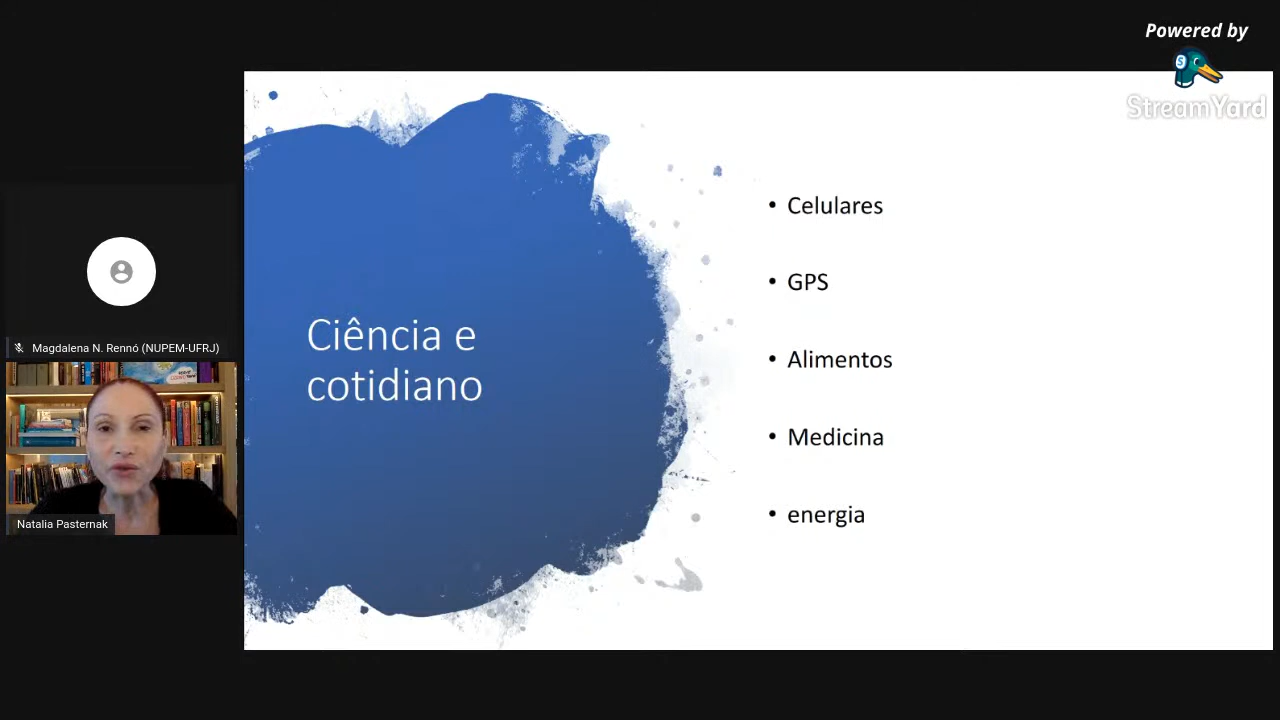 Powered by
StreamYard
Magdalena N. Rennó (NUPEM-UFRJ)
Natalia Pasternak
Ciência e
cotidiano
• Celulares
• GPS
• Alimentos
• Medicina
• energia